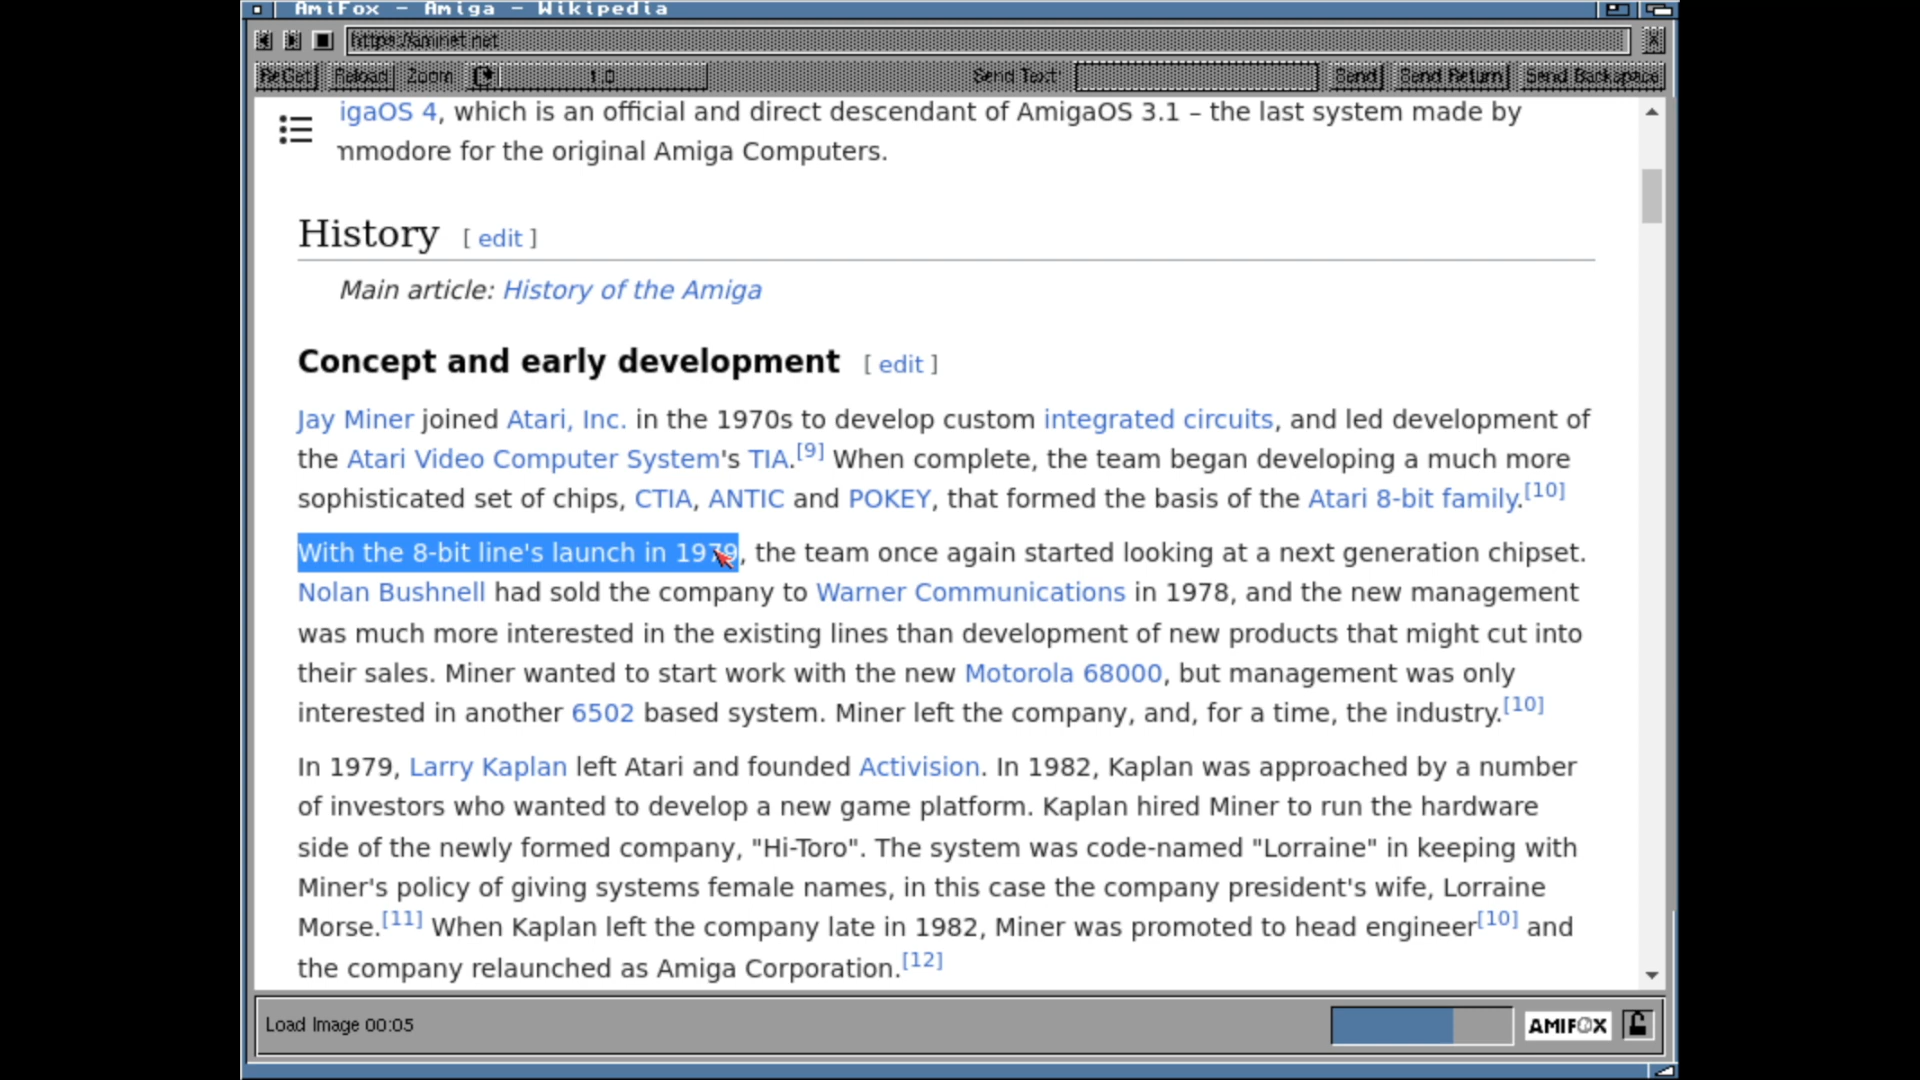 AmiFox - Amiga - Wikipedia
https://aminet.net
ReGet Reload Zoom 1.0 Send Text: Send Send Return Send Backspace
igaOS 4, which is an official and direct descendant of AmigaOS 3.1 – the last system made by
mmodore for the original Amiga Computers.
History [ edit ]
Main article: History of the Amiga
Concept and early development [ edit ]
Jay Miner joined Atari, Inc. in the 1970s to develop custom integrated circuits, and led development of
the Atari Video Computer System's TIA.[9] When complete, the team began developing a much more
sophisticated set of chips, CTIA, ANTIC and POKEY, that formed the basis of the Atari 8-bit family.[10]
With the 8-bit line's launch in 1979, the team once again started looking at a next generation chipset.
Nolan Bushnell had sold the company to Warner Communications in 1978, and the new management
was much more interested in the existing lines than development of new products that might cut into
their sales. Miner wanted to start work with the new Motorola 68000, but management was only
interested in another 6502 based system. Miner left the company, and, for a time, the industry.[10]
In 1979, Larry Kaplan left Atari and founded Activision. In 1982, Kaplan was approached by a number
of investors who wanted to develop a new game platform. Kaplan hired Miner to run the hardware
side of the newly formed company, "Hi-Toro". The system was code-named "Lorraine" in keeping with
Miner's policy of giving systems female names, in this case the company president's wife, Lorraine
Morse.[11] When Kaplan left the company late in 1982, Miner was promoted to head engineer[10] and
the company relaunched as Amiga Corporation.[12]
Load Image 00:05
AMIFOX